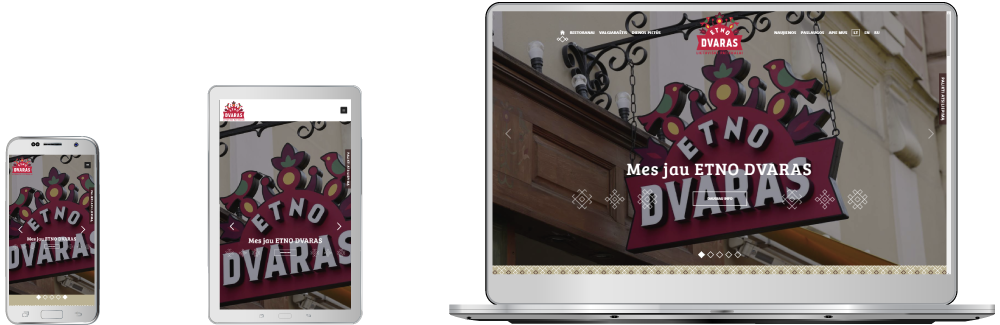 ETNO
DVARAS
ETNO
DVARAS
Mes jau ETNO DVARAS
ETNO
DVARAS
ETNO
DVARAS
Mes jau ETNO DVARAS
ETNO
DVARAS
RESTORANAI VALGIARAŠTIS DIENOS PIETŪS
NAUJIENOS PASLAUGOS APIE MUS LT EN RU
ETNO
DVARAS
Mes jau ETNO DVARAS